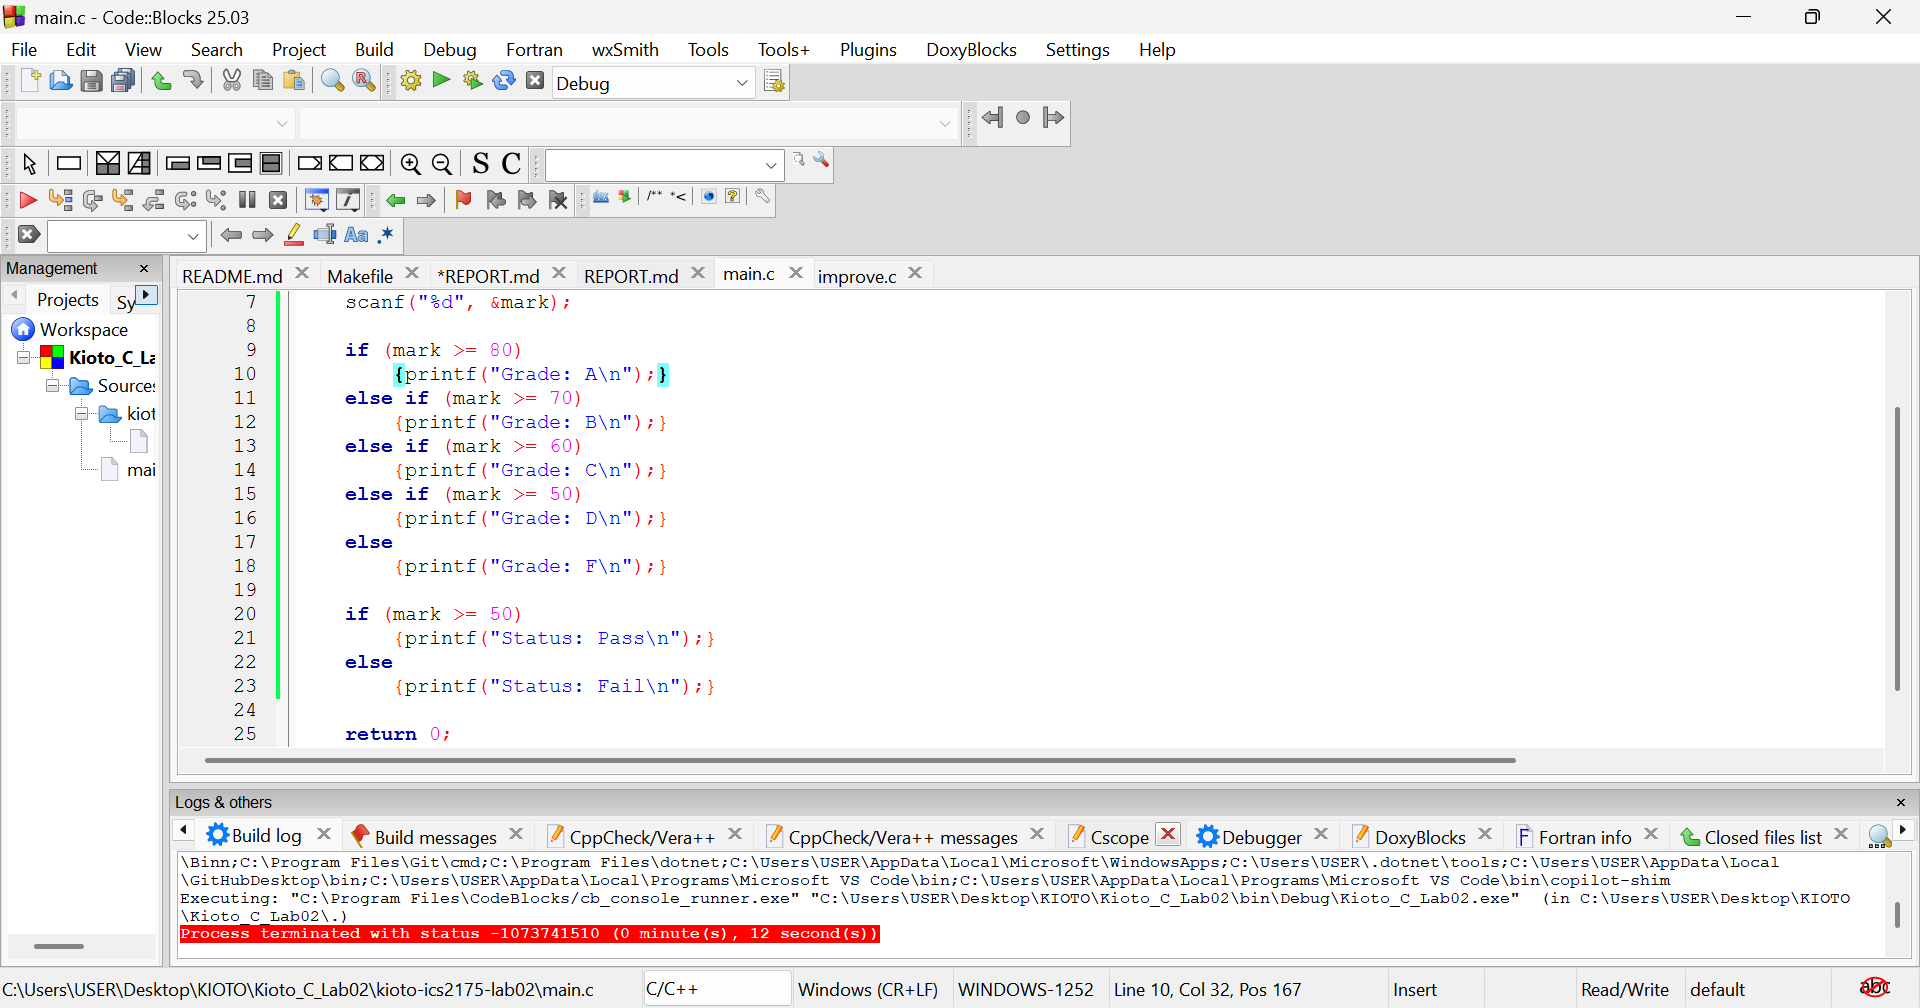 main.c - Code::Blocks 25.03
File Edit View Search Project Build Debug Fortran wxSmith Tools Tools+ Plugins DoxyBlocks Settings Help
Debug
S C
/** *<
Aa .*
Management
Projects Sy
Workspace
Kioto_C_La
Sources
kiot
mai
README.md Makefile *REPORT.md REPORT.md main.c improve.c
7 scanf("%d", &mark);
8
9 if (mark >= 80)
10 {printf("Grade: A\n");}
11 else if (mark >= 70)
12 {printf("Grade: B\n");}
13 else if (mark >= 60)
14 {printf("Grade: C\n");}
15 else if (mark >= 50)
16 {printf("Grade: D\n");}
17 else
18 {printf("Grade: F\n");}
19
20 if (mark >= 50)
21 {printf("Status: Pass\n");}
22 else
23 {printf("Status: Fail\n");}
24
25 return 0;
Logs & others
Build log Build messages CppCheck/Vera++ CppCheck/Vera++ messages Cscope Debugger DoxyBlocks Fortran info Closed files list
\Binn;C:\Program Files\Git\cmd;C:\Program Files\dotnet;C:\Users\USER\AppData\Local\Microsoft\WindowsApps;C:\Users\USER\.dotnet\tools;C:\Users\USER\AppData\Local
\GitHubDesktop\bin;C:\Users\USER\AppData\Local\Programs\Microsoft VS Code\bin;C:\Users\USER\AppData\Local\Programs\Microsoft VS Code\bin\copilot-shim
Executing: "C:\Program Files\CodeBlocks/cb_console_runner.exe" "C:\Users\USER\Desktop\KIOTO\Kioto_C_Lab02\bin\Debug\Kioto_C_Lab02.exe" (in C:\Users\USER\Desktop\KIOTO
\Kioto_C_Lab02\.)
Process terminated with status -1073741510 (0 minute(s), 12 second(s))
C:\Users\USER\Desktop\KIOTO\Kioto_C_Lab02\kioto-ics2175-lab02\main.c C/C++ Windows (CR+LF) WINDOWS-1252 Line 10, Col 32, Pos 167 Insert Read/Write default abc